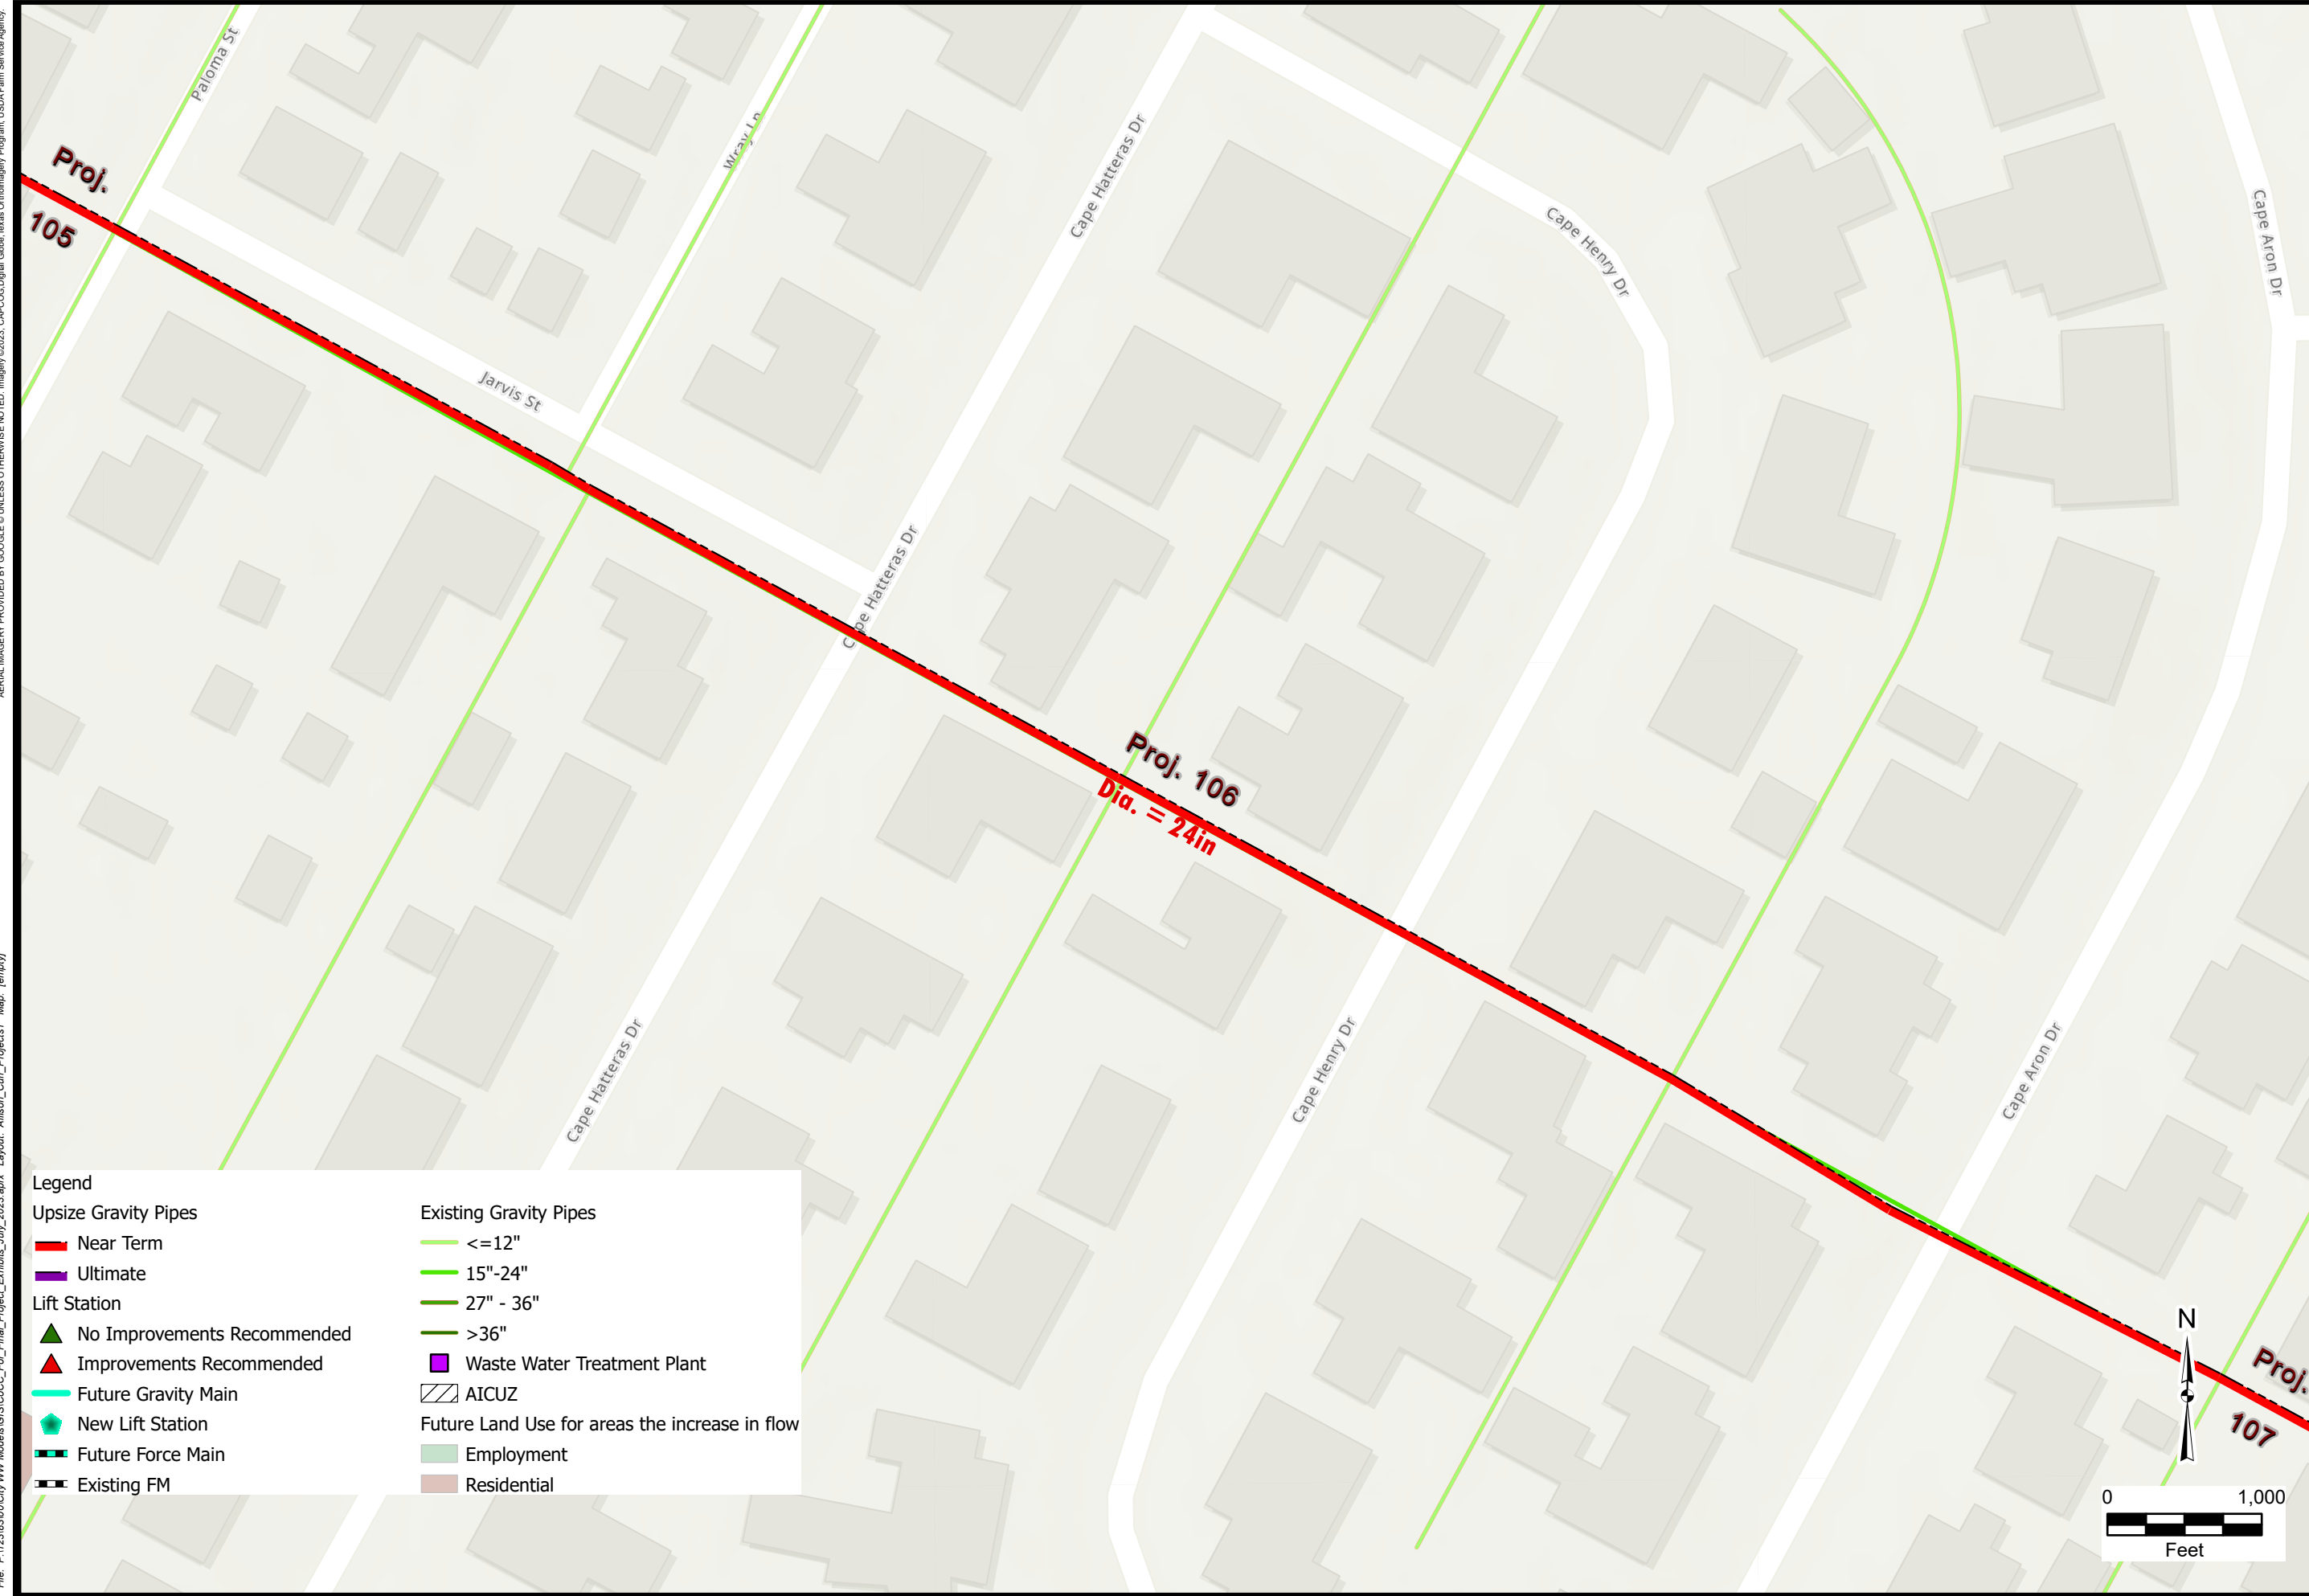 Paloma St
Wray Ln
Cape Hatteras Dr
Cape Henry Dr
Cape Aron Dr
Proj.
105
Jarvis St
Cape Hatteras Dr
Proj. 106
Dia. = 24in
Cape Hatteras Dr
Cape Henry Dr
Cape Aron Dr
Proj.
107
Legend
Upsize Gravity Pipes
Near Term
Ultimate
Lift Station
No Improvements Recommended
Improvements Recommended
Future Gravity Main
New Lift Station
Future Force Main
Existing FM
Existing Gravity Pipes
<=12"
15"-24"
27" - 36"
>36"
Waste Water Treatment Plant
AICUZ
Future Land Use for areas the increase in flow
Employment
Residential
N
0 1,000
Feet